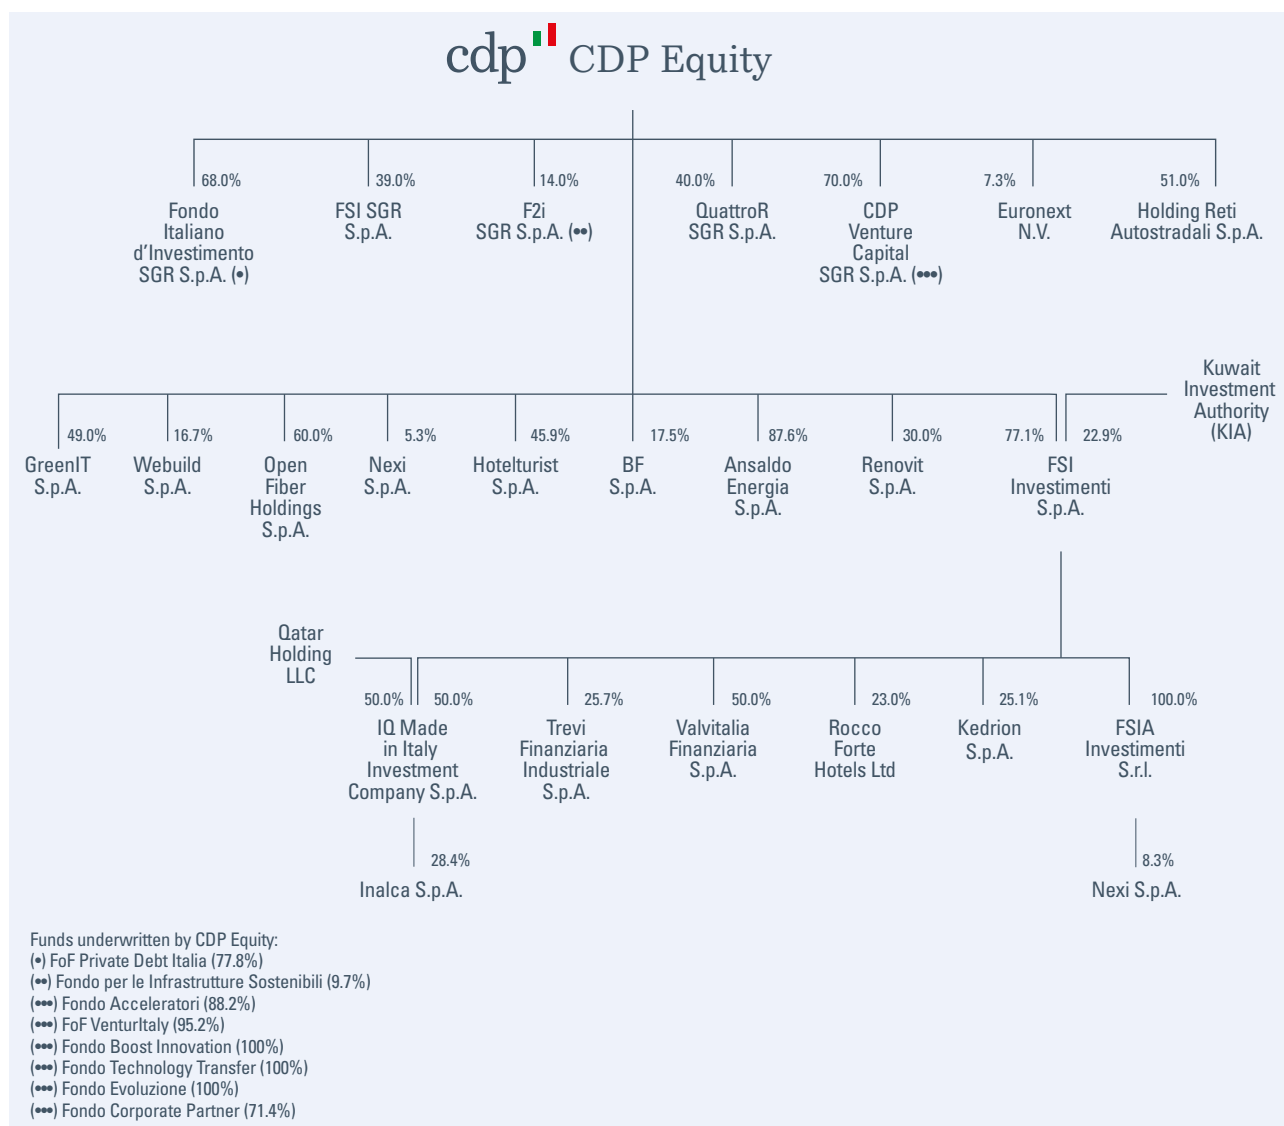 cdp CDP Equity
68.0%
Fondo
Italiano
d'Investimento
SGR S.p.A. (•)
39.0%
FSI SGR
S.p.A.
14.0%
F2i
SGR S.p.A. (••)
40.0%
QuattroR
SGR S.p.A.
70.0%
CDP
Venture
Capital
SGR S.p.A. (•••)
7.3%
Euronext
N.V.
51.0%
Holding Reti
Autostradali S.p.A.
Kuwait
Investment
Authority
(KIA)
49.0%
GreenIT
S.p.A.
16.7%
Webuild
S.p.A.
60.0%
Open
Fiber
Holdings
S.p.A.
5.3%
Nexi
S.p.A.
45.9%
Hotelturist
S.p.A.
17.5%
BF
S.p.A.
87.6%
Ansaldo
Energia
S.p.A.
30.0%
Renovit
S.p.A.
77.1% 22.9%
FSI
Investimenti
S.p.A.
Qatar
Holding
LLC
50.0% 50.0%
IQ Made
in Italy
Investment
Company S.p.A.
25.7%
Trevi
Finanziaria
Industriale
S.p.A.
50.0%
Valvitalia
Finanziaria
S.p.A.
23.0%
Rocco
Forte
Hotels Ltd
25.1%
Kedrion
S.p.A.
100.0%
FSIA
Investimenti
S.r.l.
28.4%
Inalca S.p.A.
8.3%
Nexi S.p.A.
Funds underwritten by CDP Equity:
(•) FoF Private Debt Italia (77.8%)
(••) Fondo per le Infrastrutture Sostenibili (9.7%)
(•••) Fondo Acceleratori (88.2%)
(•••) FoF VenturItaly (95.2%)
(•••) Fondo Boost Innovation (100%)
(•••) Fondo Technology Transfer (100%)
(•••) Fondo Evoluzione (100%)
(•••) Fondo Corporate Partner (71.4%)